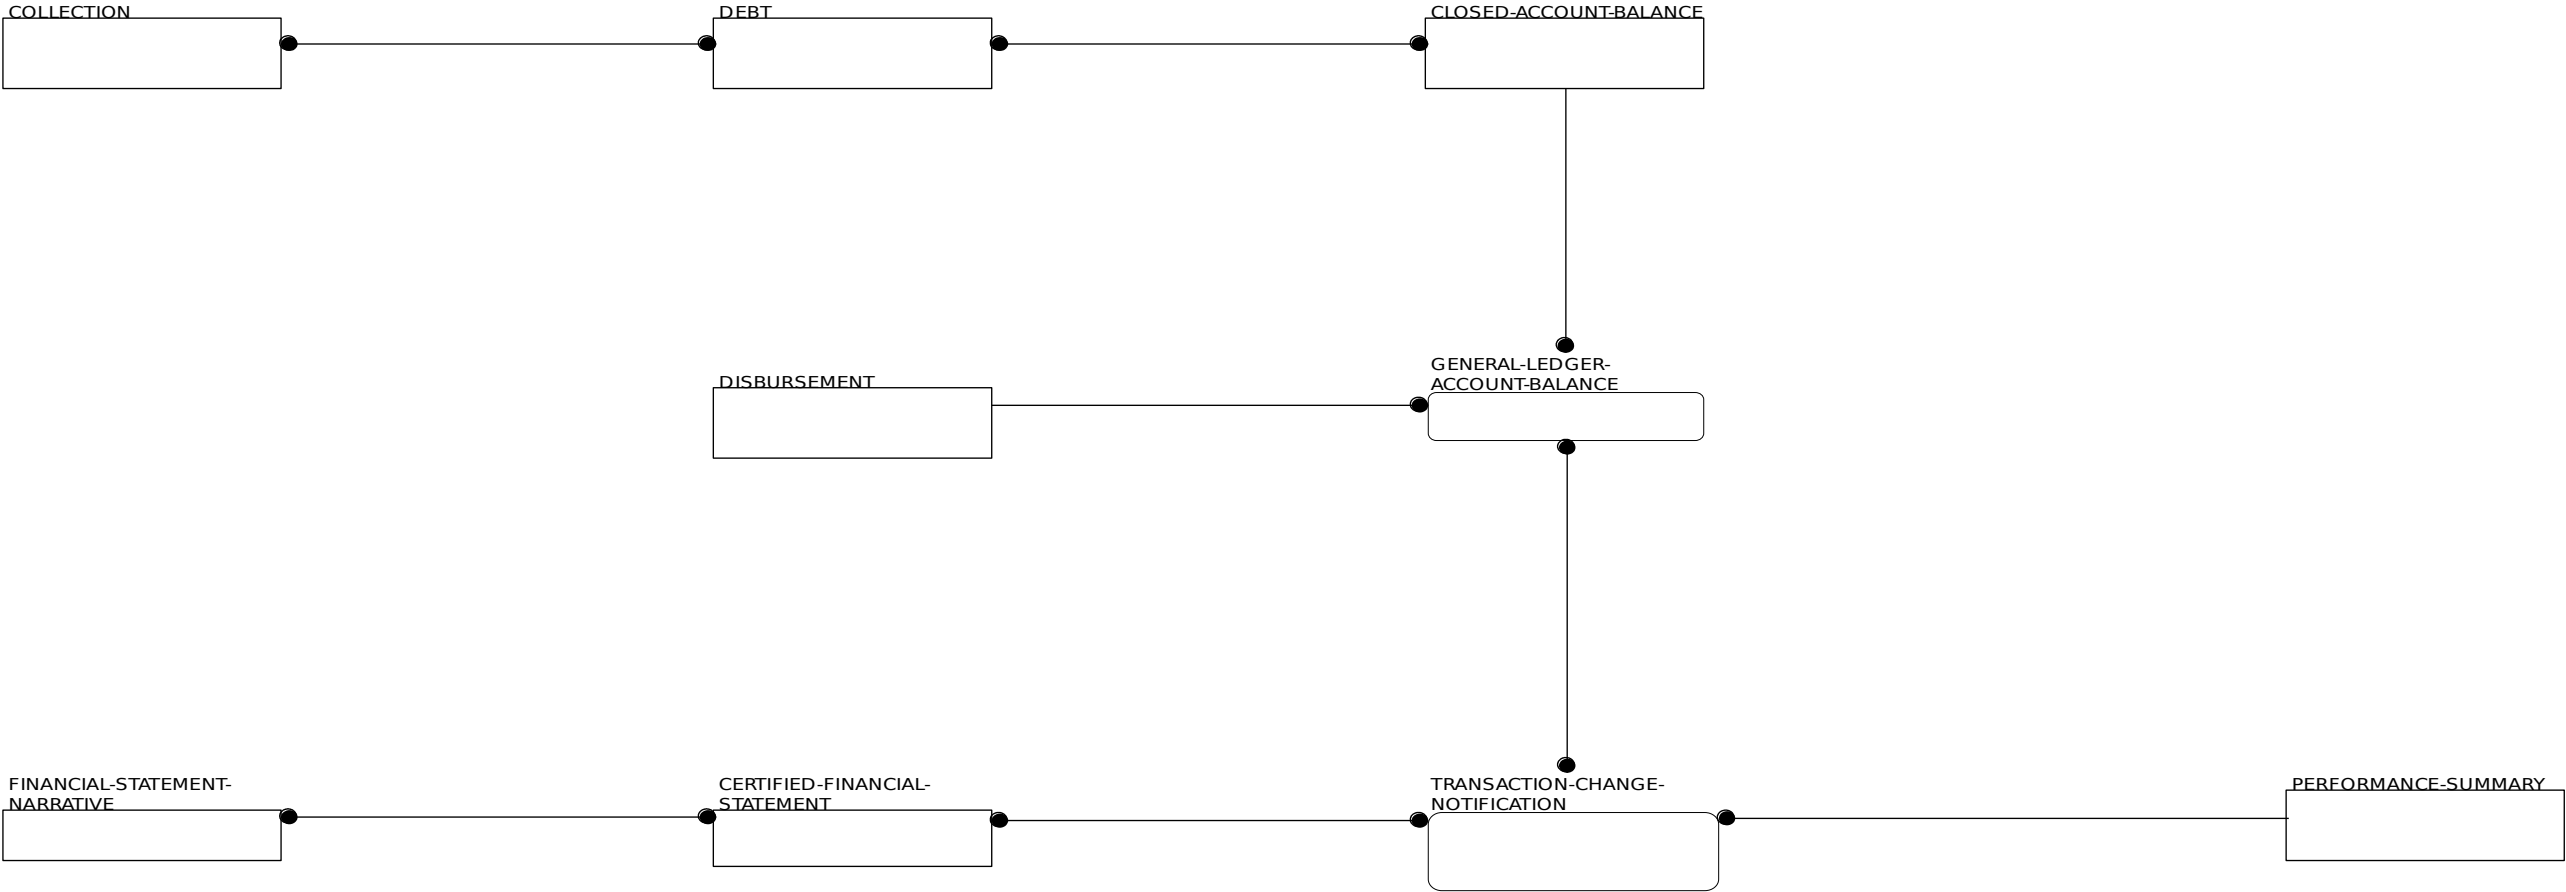 COLLECTION
DEBT
CLOSED-ACCOUNT-BALANCE
GENERAL-LEDGER-
ACCOUNT-BALANCE
DISBURSEMENT
FINANCIAL-STATEMENT-
NARRATIVE
CERTIFIED-FINANCIAL-
STATEMENT
TRANSACTION-CHANGE-
NOTIFICATION
PERFORMANCE-SUMMARY